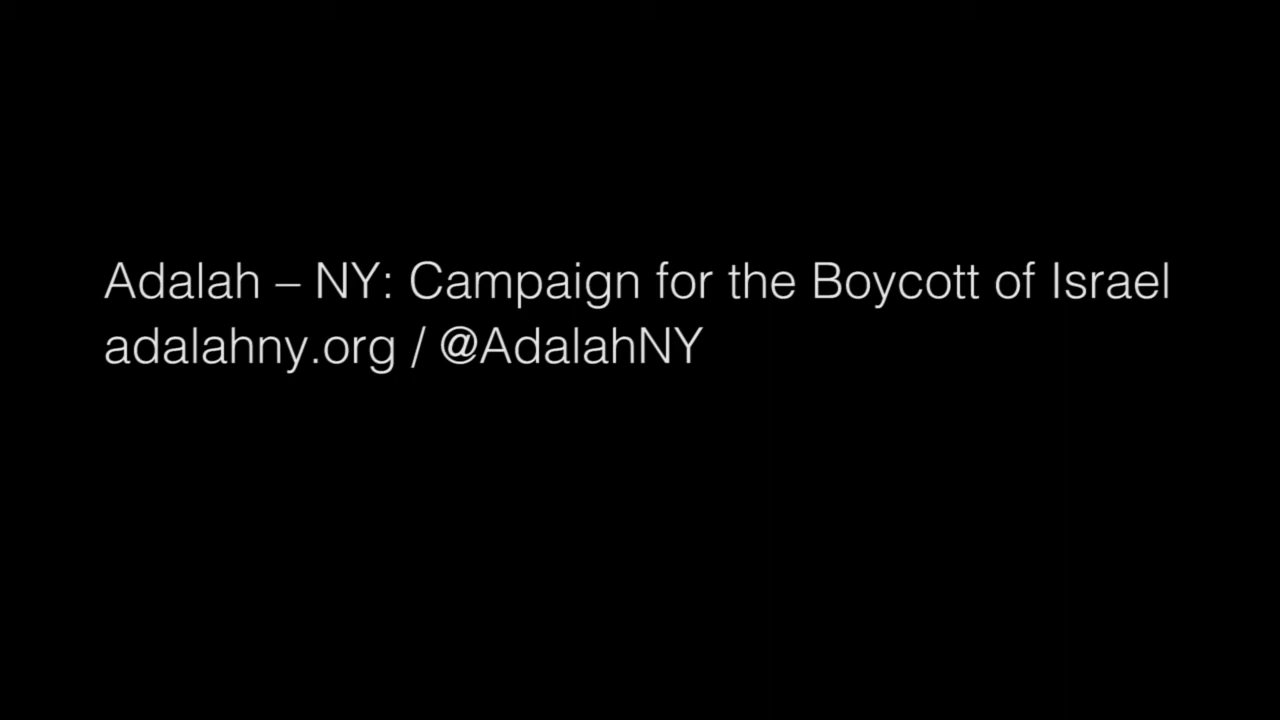 Adalah – NY: Campaign for the Boycott of Israel
adalahny.org / @AdalahNY